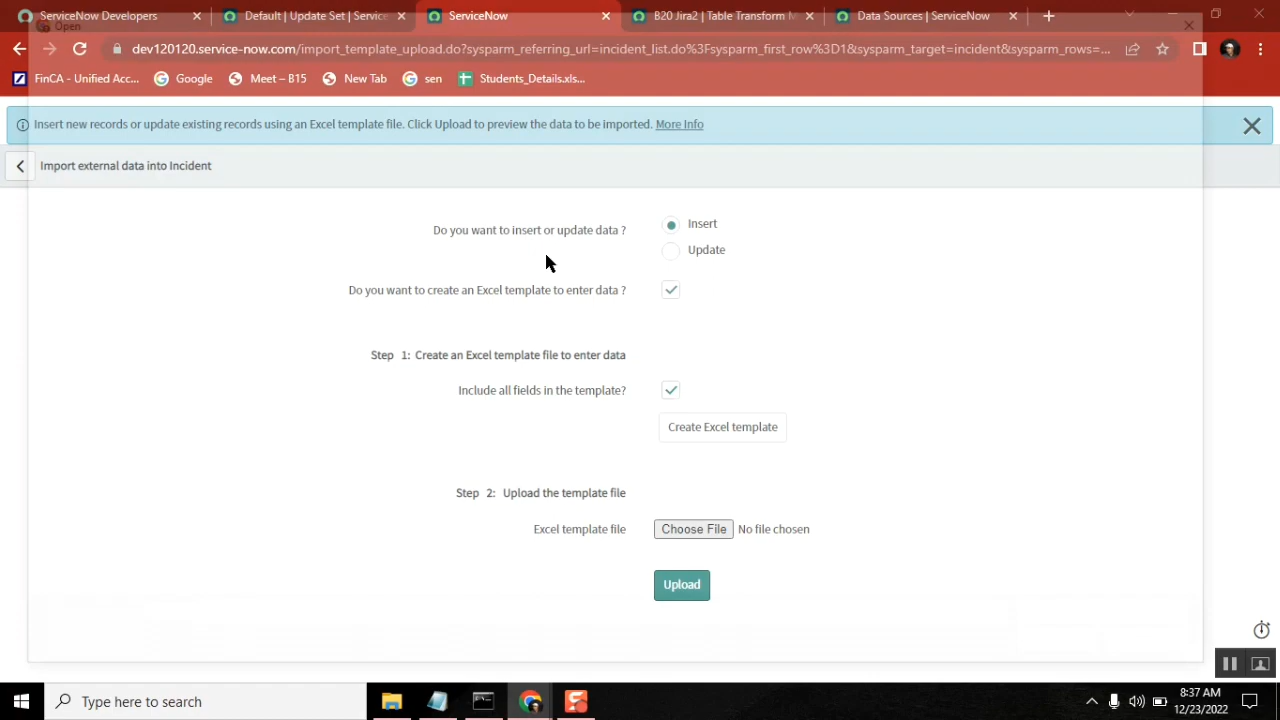 ServiceNow Developers
Default | Update Set | Service
ServiceNow
B20 Jira2 | Table Transform M
Data Sources | ServiceNow
Open
dev120120.service-now.com/import_template_upload.do?sysparm_referring_url=incident_list.do%3Fsysparm_first_row%3D1&sysparm_target=incident&sysparm_rows=...
FinCA - Unified Acc...
Google
Meet – B15
New Tab
sen
Students_Details.xls...
Insert new records or update existing records using an Excel template file. Click Upload to preview the data to be imported. More Info
Import external data into Incident
Do you want to insert or update data ?
Insert
Update
Do you want to create an Excel template to enter data ?
Step 1: Create an Excel template file to enter data
Include all fields in the template?
Create Excel template
Step 2: Upload the template file
Excel template file
Choose File No file chosen
Upload
Type here to search
8:37 AM
12/23/2022